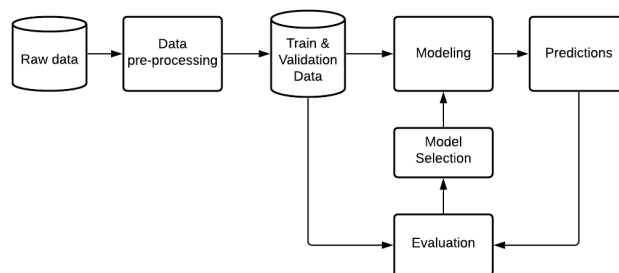 Raw data
Data
pre-processing
Train &
Validation
Data
Modeling
Predictions
Model
Selection
Evaluation